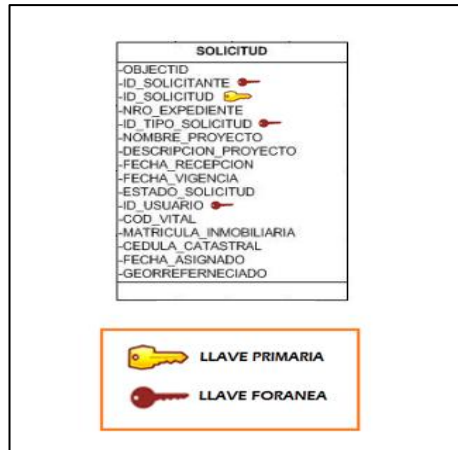 SOLICITUD
-OBJECTID
-ID_SOLICITANTE
-ID_SOLICITUD
-NRO_EXPEDIENTE
-ID_TIPO_SOLICITUD
-NOMBRE_PROYECTO
-DESCRIPCION_PROYECTO
-FECHA_RECEPCION
-FECHA_VIGENCIA
-ESTADO_SOLICITUD
-ID_USUARIO
-COD_VITAL
-MATRICULA_INMOBILIARIA
-CEDULA_CATASTRAL
-FECHA_ASIGNADO
-GEORREFERNECIADO
LLAVE PRIMARIA
LLAVE FORANEA